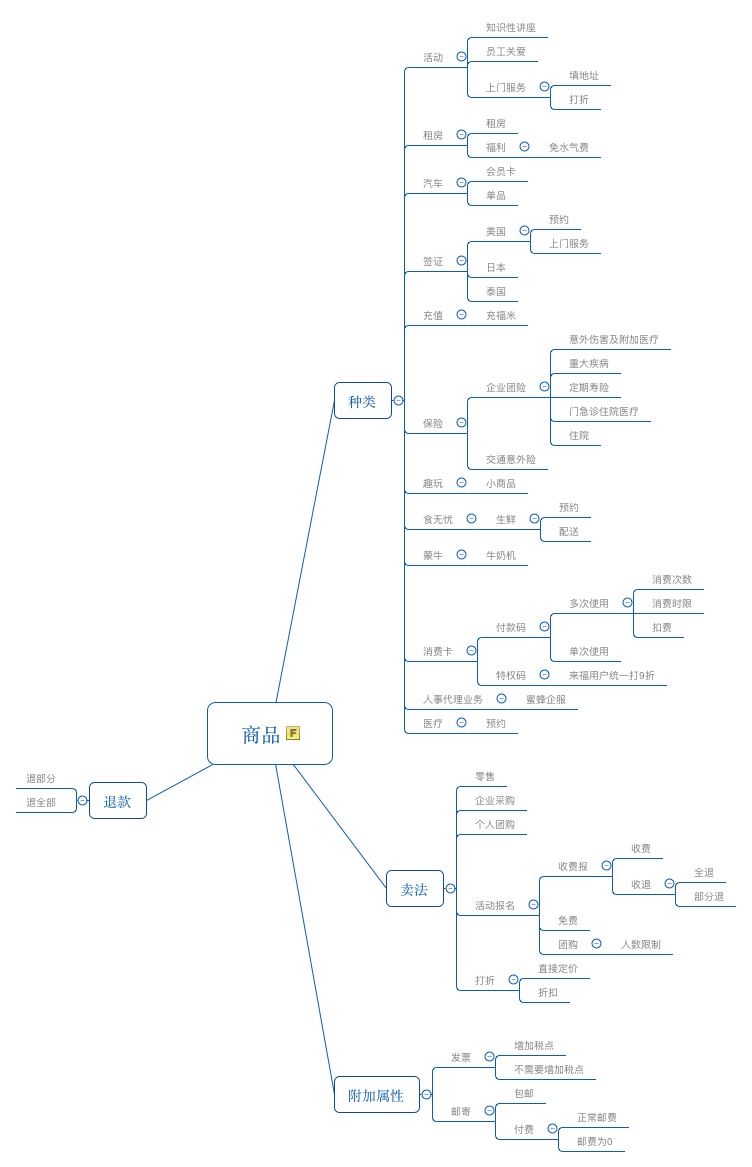 知识性讲座
员工关爱
活动
上门服务
填地址
打折
租房
租房
福利
免水气费
汽车
会员卡
单品
签证
美国
预约
上门服务
日本
泰国
充值
充福米
种类
保险
企业团险
意外伤害及附加医疗
重大疾病
定期寿险
门急诊住院医疗
住院
交通意外险
趣玩
小商品
食无忧
生鲜
预约
配送
蒙牛
牛奶机
消费卡
付款码
多次使用
消费次数
消费时限
扣费
单次使用
特权码
来福用户统一打9折
人事代理业务
蜜蜂企服
医疗
预约
商品 F
退款
退部分
退全部
卖法
零售
企业采购
个人团购
活动报名
收费报
收费
收退
全退
部分退
免费
团购
人数限制
打折
直接定价
折扣
附加属性
发票
增加税点
不需要增加税点
邮寄
包邮
付费
正常邮费
邮费为0